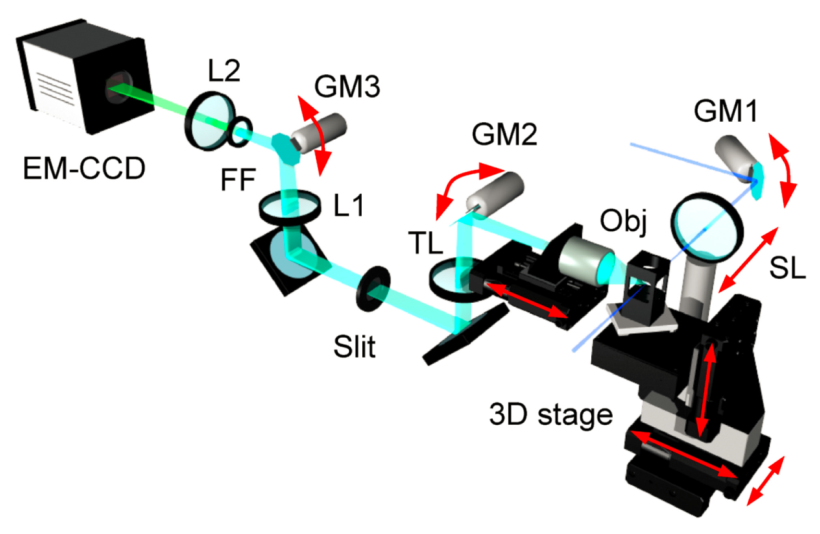 L2
GM3
GM1
EM-CCD
FF
GM2
L1
Obj
TL
SL
Slit
3D stage